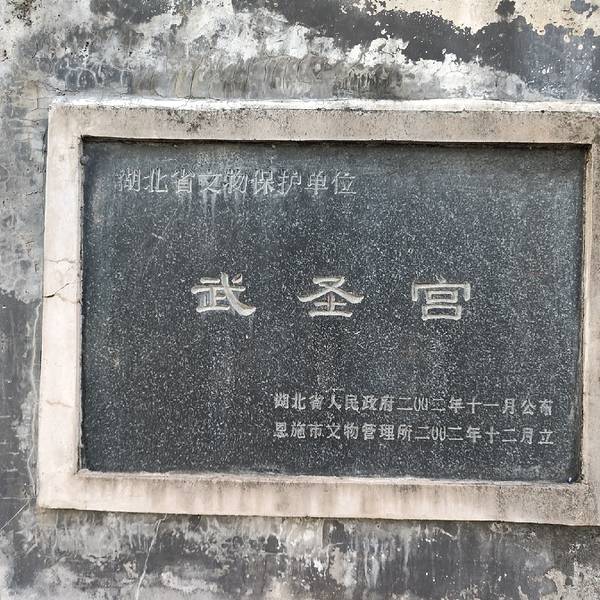 湖北省文物保护单位
武圣宫
湖北省人民政府二00二年十一月公布
恩施市文物管理所二00二年十二月立